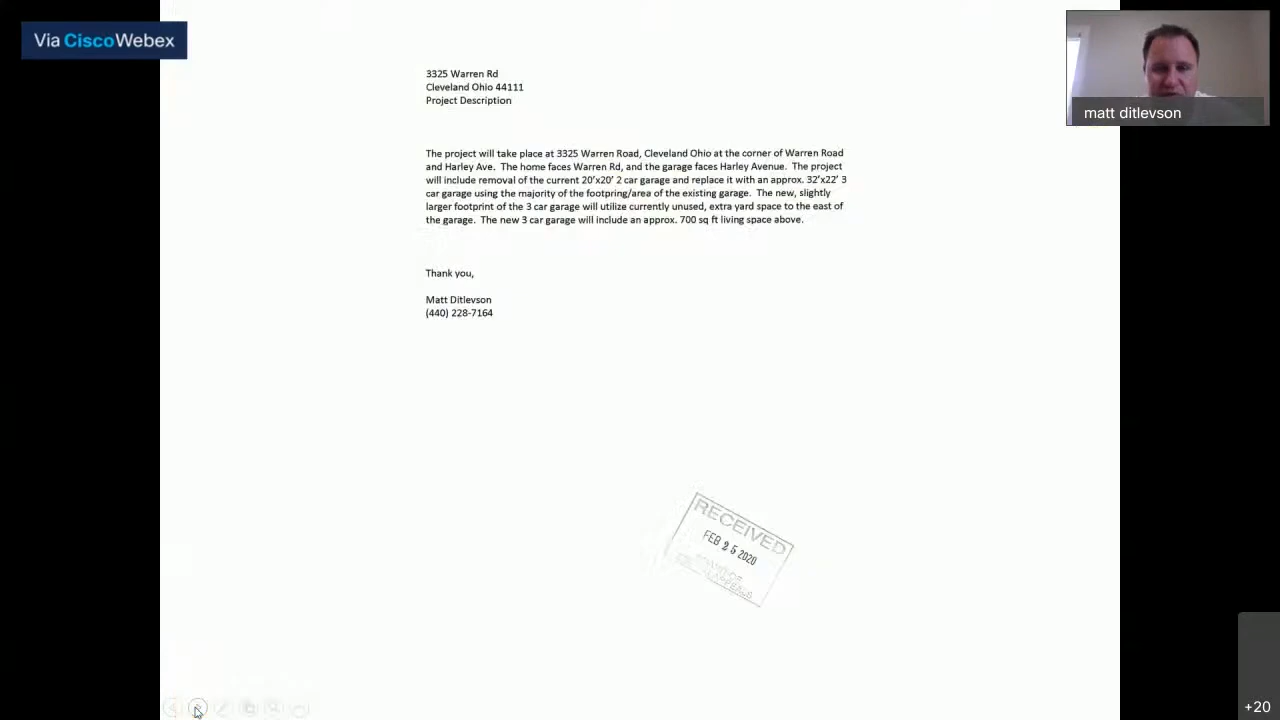 Via CiscoWebex
matt ditlevson
3325 Warren Rd
Cleveland Ohio 44111
Project Description
The project will take place at 3325 Warren Road, Cleveland Ohio at the corner of Warren Road
and Harley Ave. The home faces Warren Rd, and the garage faces Harley Avenue. The project
will include removal of the current 20'x20' 2 car garage and replace it with an approx. 32'x22' 3
car garage using the majority of the footpring/area of the existing garage. The new, slightly
larger footprint of the 3 car garage will utilize currently unused, extra yard space to the east of
the garage. The new 3 car garage will include an approx. 700 sq ft living space above.
Thank you,
Matt Ditlevson
(440) 228-7164
RECEIVED
FEB 25 2020
APPEALS
+20